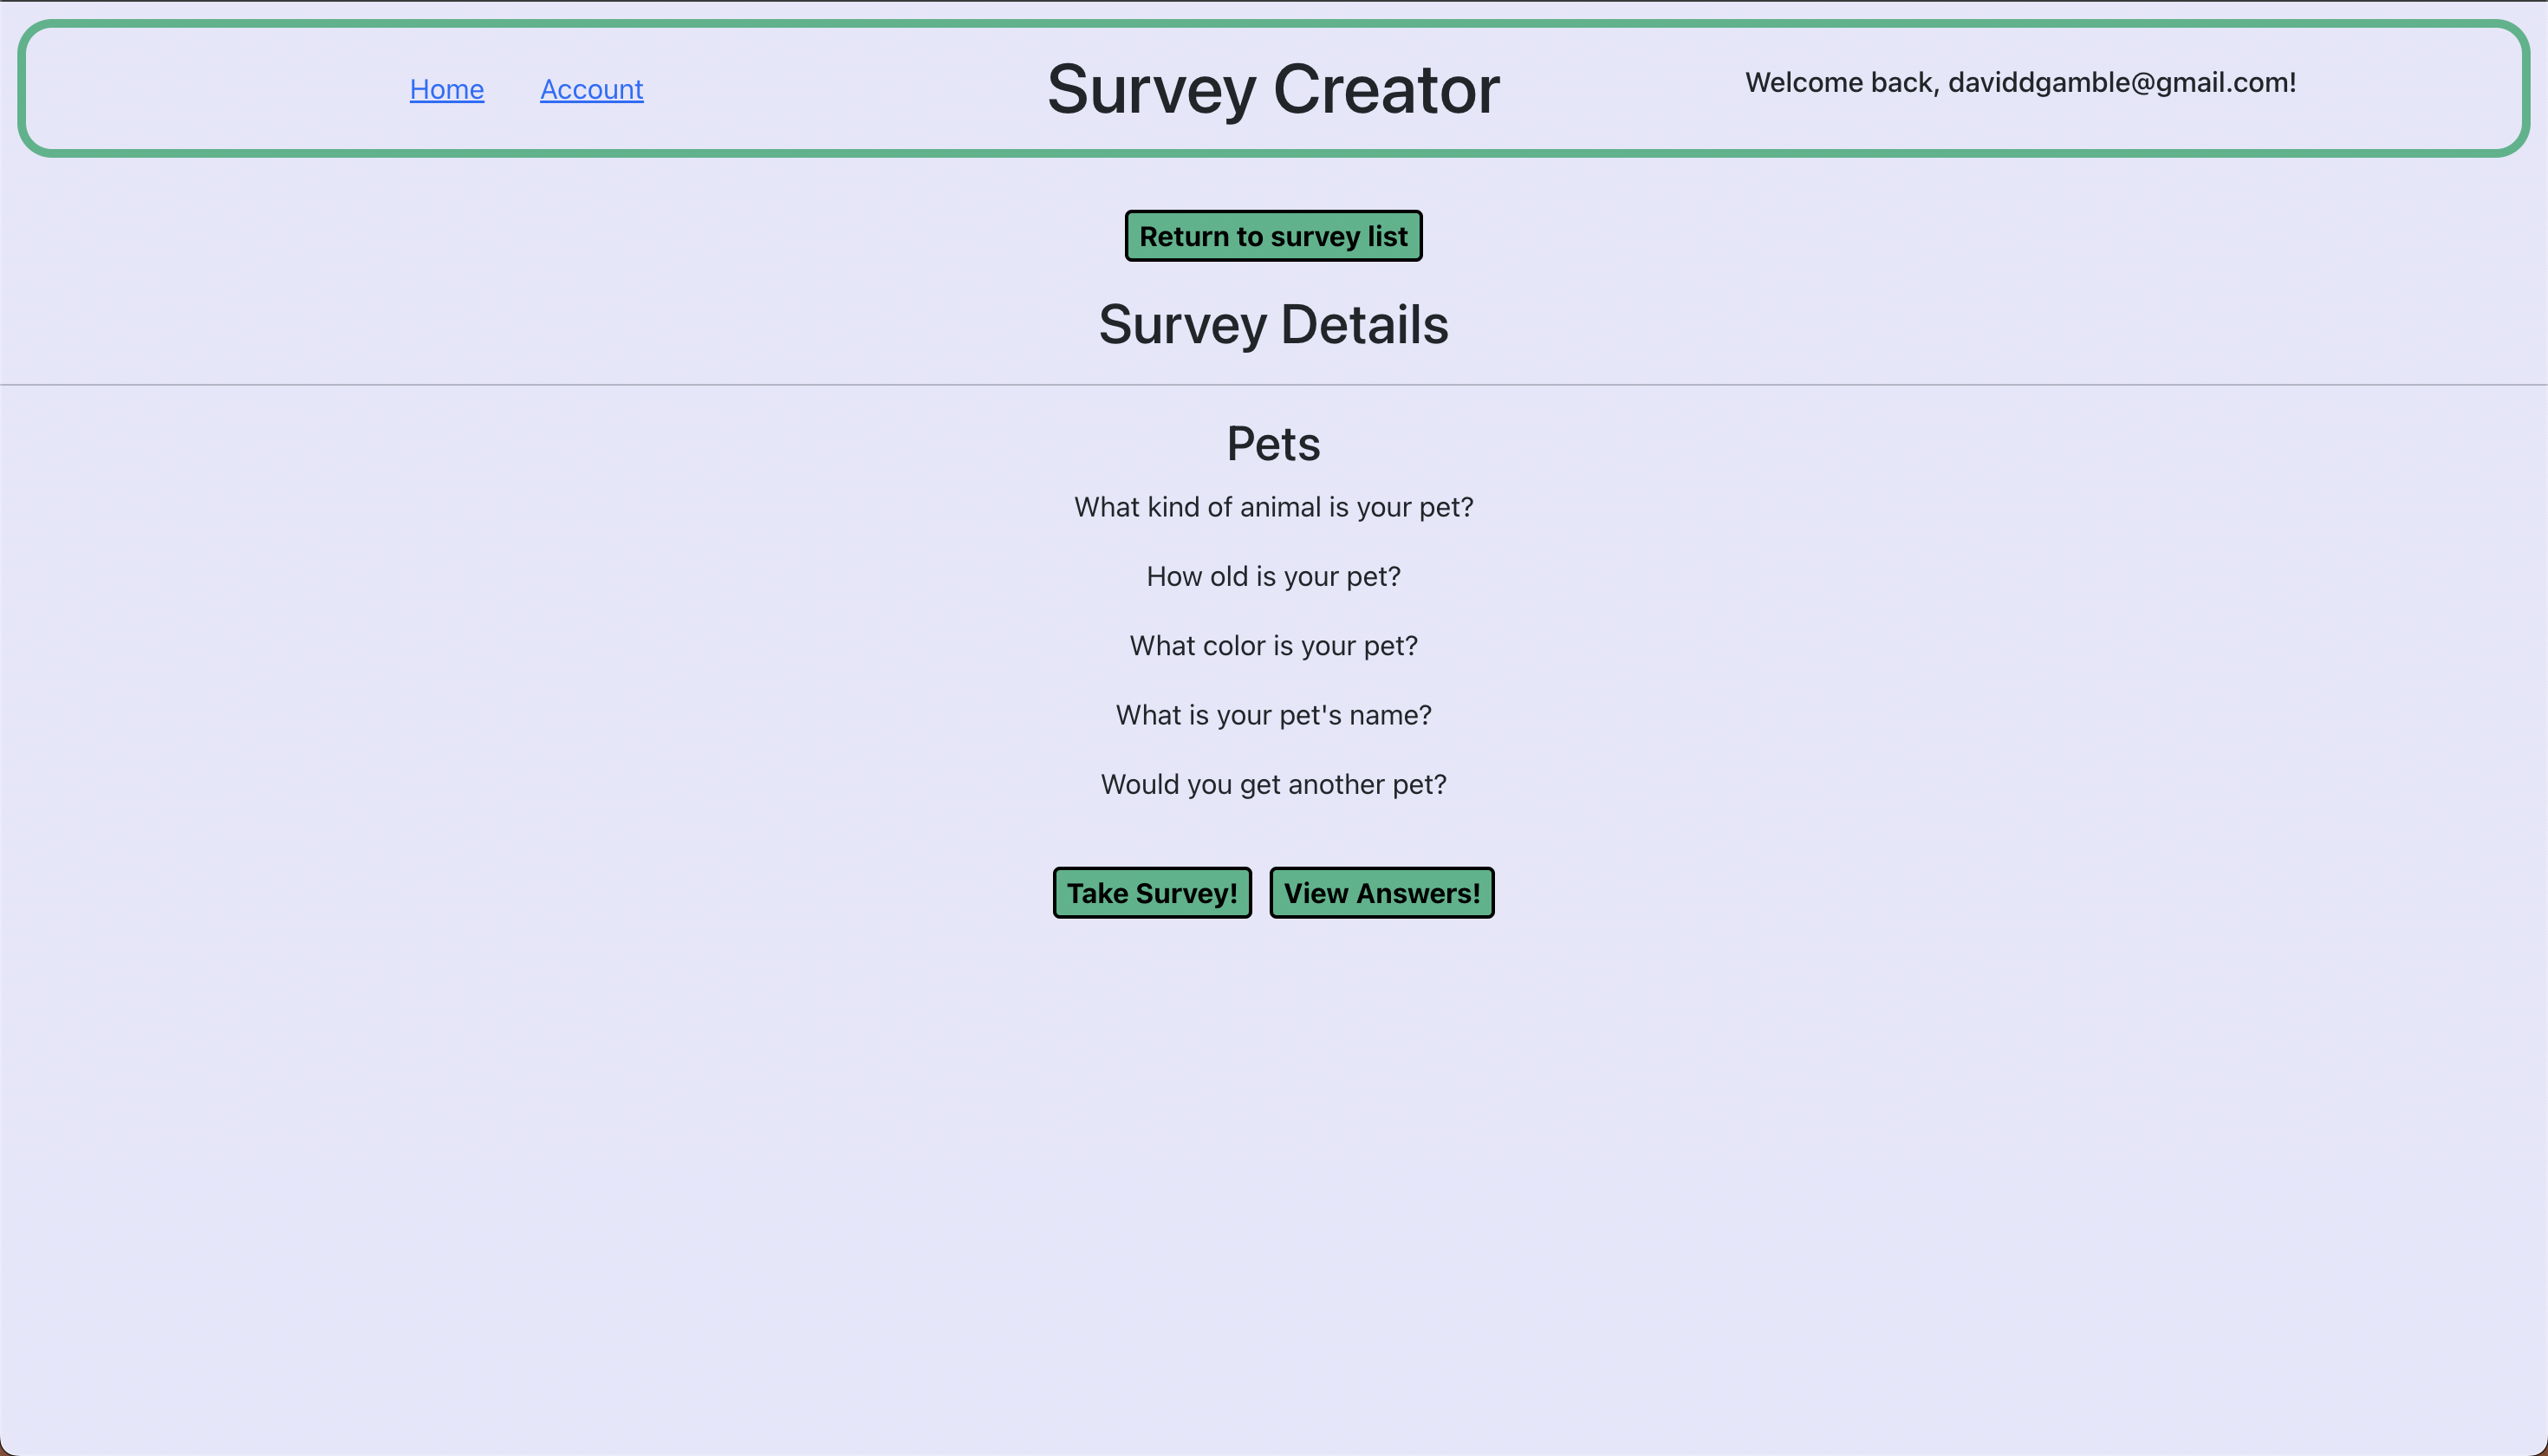 Home Account Survey Creator Welcome back, daviddgamble@gmail.com!
Return to survey list
Survey Details
Pets
What kind of animal is your pet?
How old is your pet?
What color is your pet?
What is your pet's name?
Would you get another pet?
Take Survey! View Answers!